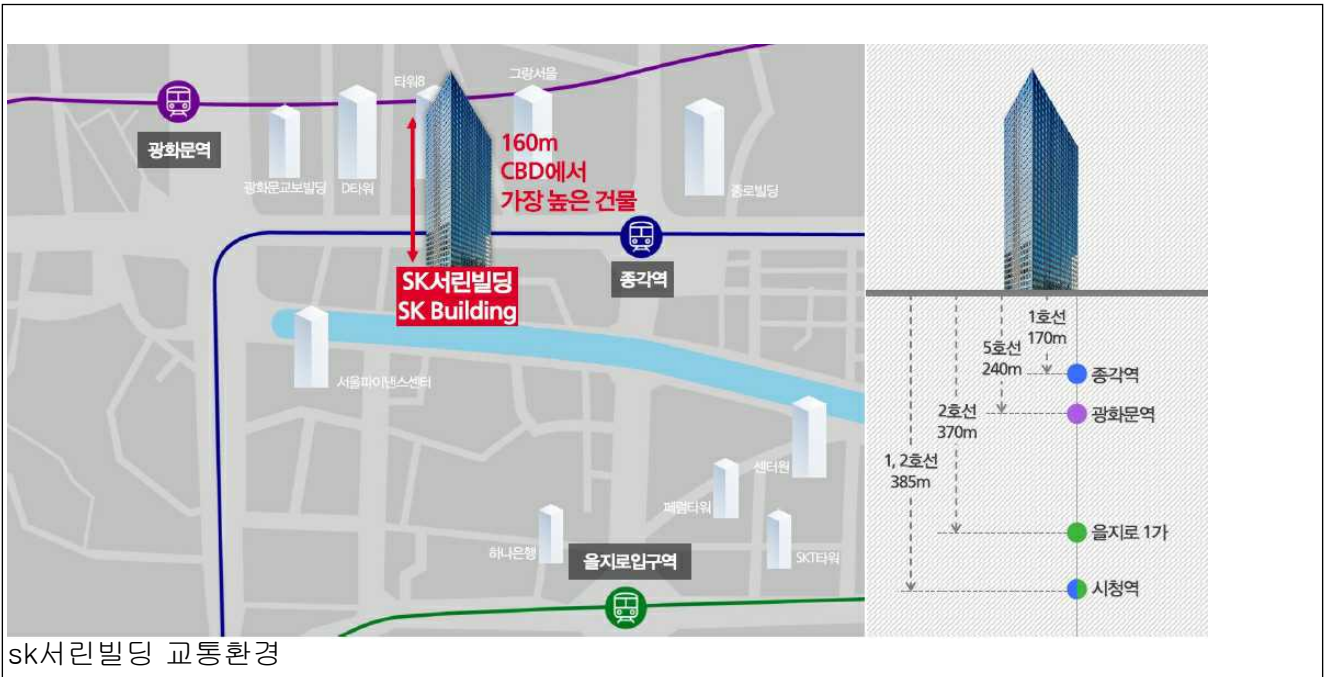 타워8
그랑서울
광화문역
광화문교보빌딩
D타워
160m
CBD에서
가장 높은 건물
종로빌딩
SK서린빌딩
SK Building
종각역
서울파이낸스센터
센터원
페럼타워
하나은행
을지로입구역
SKT타워
1호선
170m
5호선
240m
종각역
2호선
370m
광화문역
1, 2호선
385m
을지로 1가
시청역
sk서린빌딩 교통환경